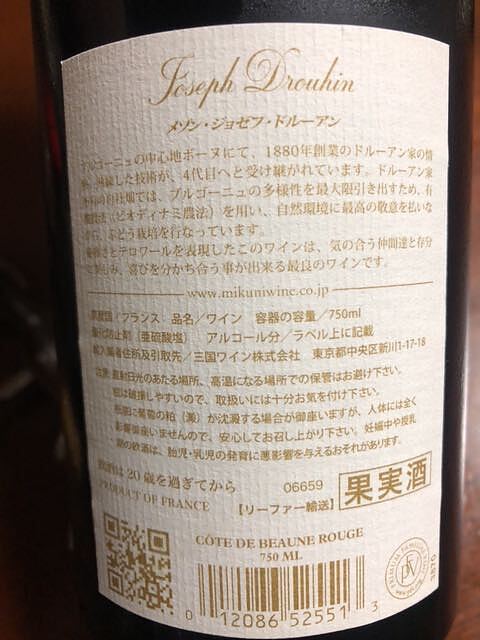 Joseph Drouhin
メゾン・ジョゼフ・ドルーアン
ブルゴーニュの中心地ボーヌにて、1880年創業のドルーアン家の情
練した技術が、4代目へと受け継がれています。ドルーアン家
の自社畑では、ブルゴーニュの多様性を最大限引き出すため、有
農法（ビオディナミ農法）を用い、自然環境に最高の敬意を払いな
がら、ぶどう栽培を行なっています。
とテロワールを表現したこのワインは、気の合う仲間達と存分
しみ、喜びを分かち合う事が出来る最良のワインです。
www.mikuniwine.co.jp
原産国／フランス 品名／ワイン 容器の容量／750ml
酸化防止剤（亜硫酸塩） アルコール分／ラベル上に記載
輸入業者住所及引取先／三国ワイン株式会社 東京都中央区新川1-17-18
注意：直射日光のあたる場所、高温になる場所での保管はお避け下さい。
瓶は破損しやすいので、取扱いには十分お気を付け下さい。
瓶底に葡萄の粕（澱）が沈澱する場合が御座いますが、人体には全く
影響御座いませんので、安心してお召し上がり下さい。妊娠中や授乳
期の飲酒は、胎児・乳児の発育に悪影響を与えるおそれがあります。
飲酒は20歳を過ぎてから
PRODUCT OF FRANCE
06659
【リーファー輸送】
果実酒
CÔTE DE BEAUNE ROUGE
750 ML
0 12086 52551 3
PFV